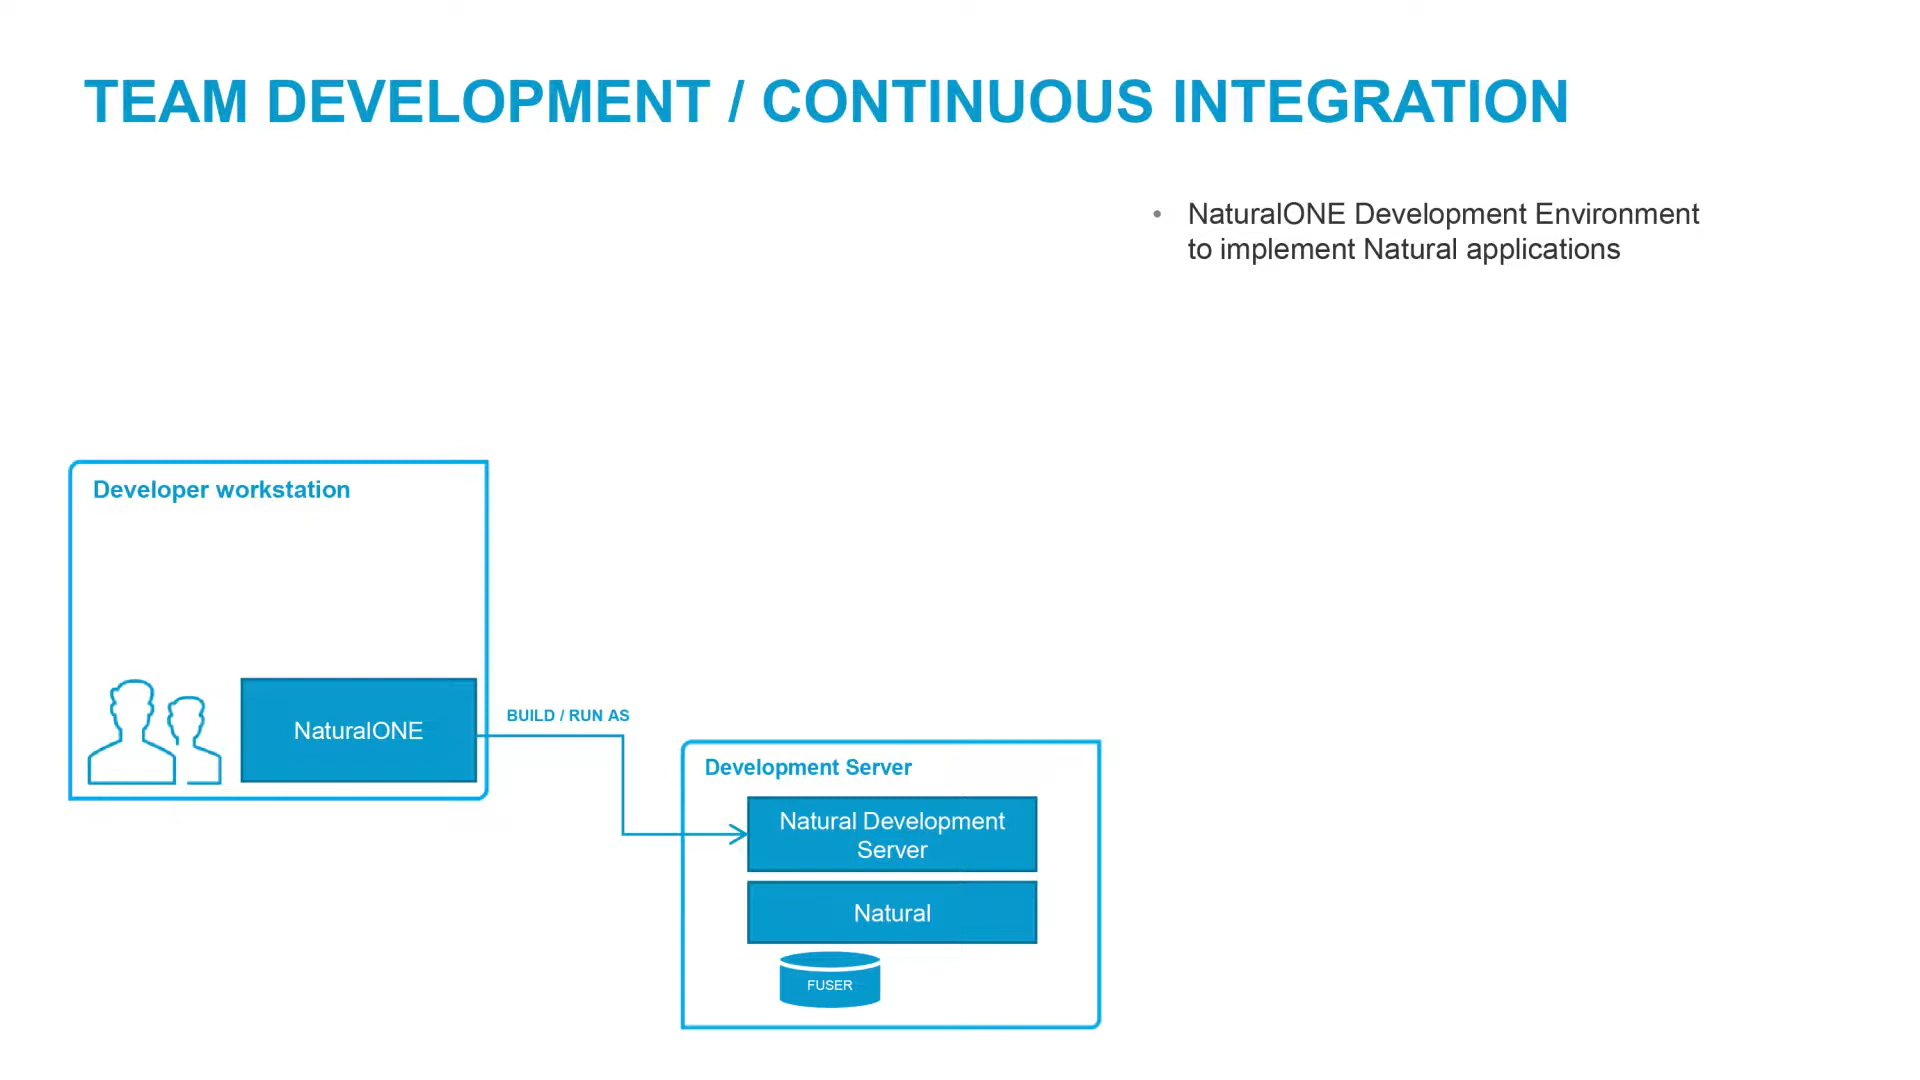 TEAM DEVELOPMENT / CONTINUOUS INTEGRATION
• NaturalONE Development Environment
to implement Natural applications
Developer workstation
NaturalONE
BUILD / RUN AS
Development Server
Natural Development
Server
Natural
FUSER